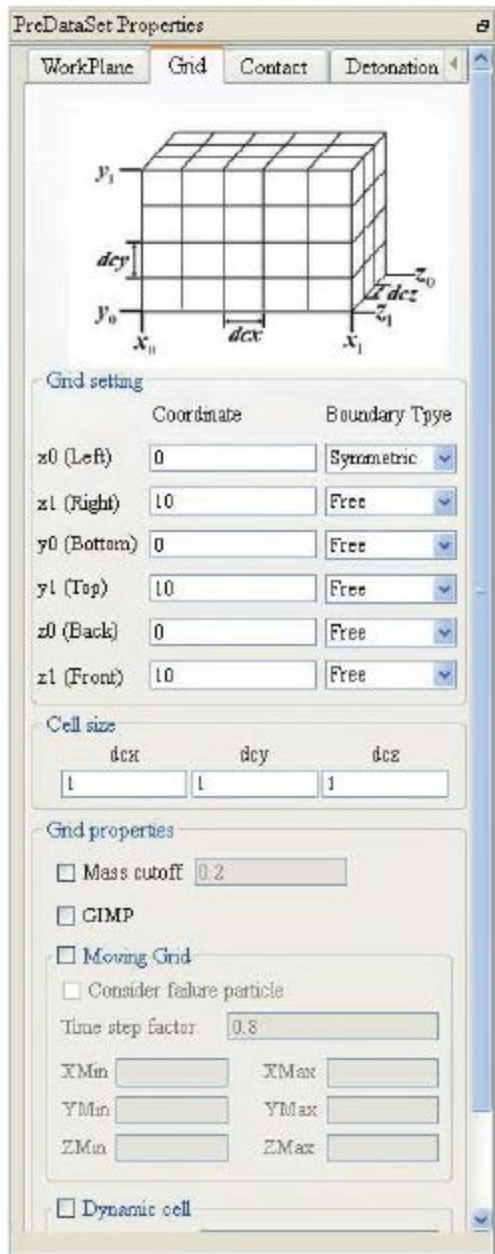 PreDataSet Properties
WorkPlane Grid Contact Detonation
y₁
dcy
y₀
x₀ dcx x₁
z₀
dcz
z₁
Grid setting
Coordinate Boundary Tpye
z0 (Left) 0 Symmetric
z1 (Right) 10 Free
y0 (Bottom) 0 Free
y1 (Top) 10 Free
z0 (Back) 0 Free
z1 (Front) 10 Free
Cell size
dcx dcy dcz
1 1 1
Grid properties
Mass cutoff 0.2
GIMP
Moving Grid
Consider failure particle
Time step factor 0.8
XMin XMax
YMin YMax
ZMin ZMax
Dynamic cell